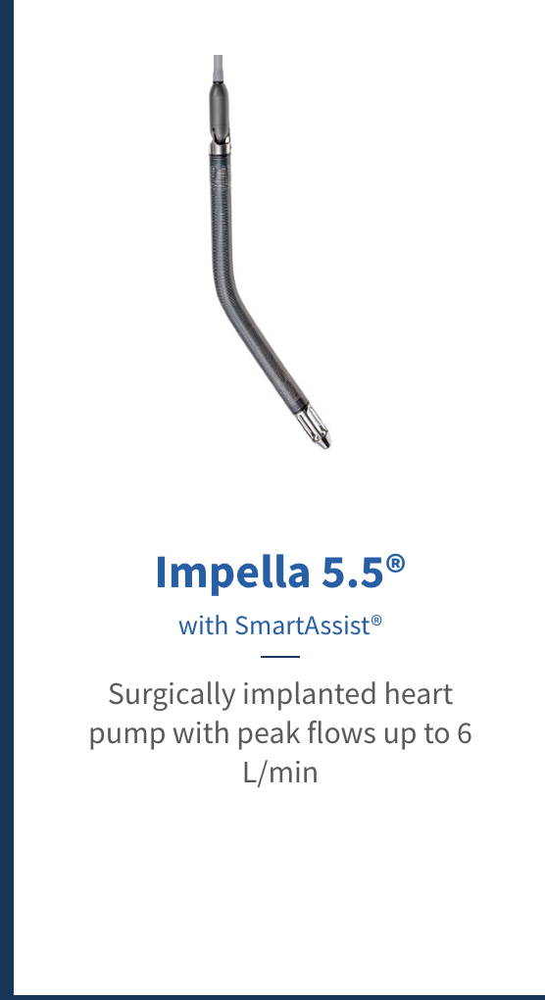 Impella 5.5®
with SmartAssist®
Surgically implanted heart
pump with peak flows up to 6
L/min